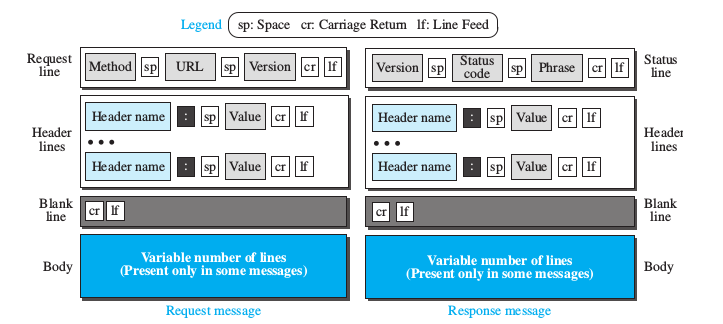 Legend sp: Space cr: Carriage Return lf: Line Feed
Request line
Method sp URL sp Version cr lf
Header lines
Header name : sp Value cr lf
• • •
Header name : sp Value cr lf
Blank line
cr lf
Body
Variable number of lines
(Present only in some messages)
Request message
Version sp Status code sp Phrase cr lf
Status line
Header name : sp Value cr lf
• • •
Header name : sp Value cr lf
Header lines
cr lf
Blank line
Variable number of lines
(Present only in some messages)
Body
Response message